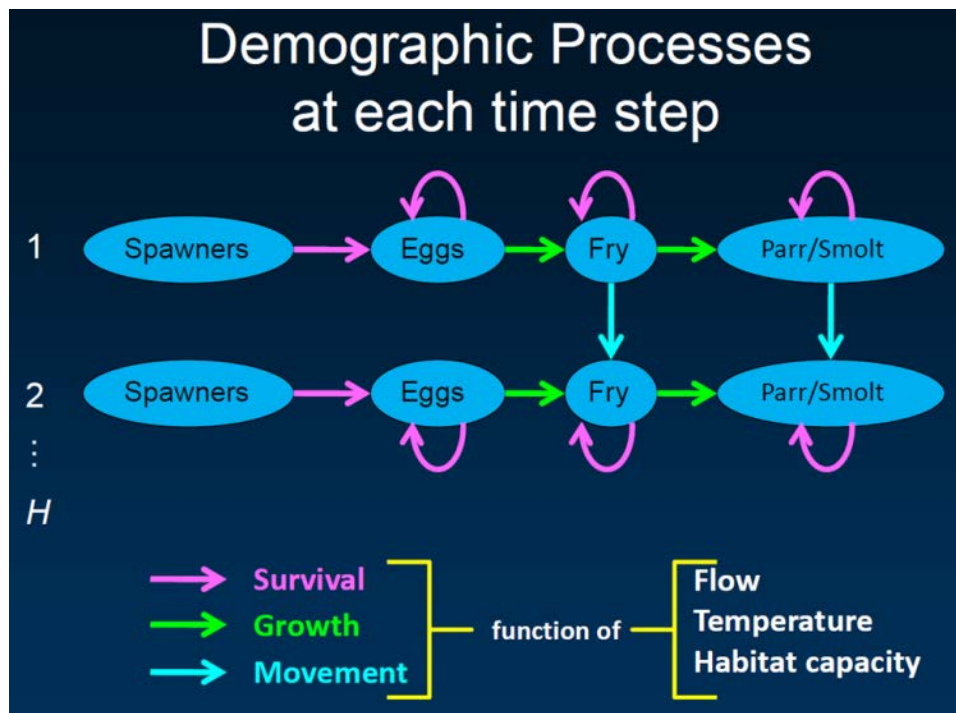 Demographic Processes
at each time step
1 Spawners Eggs Fry Parr/Smolt
2 Spawners Eggs Fry Parr/Smolt
⋮
H
Survival
Growth
Movement
function of
Flow
Temperature
Habitat capacity